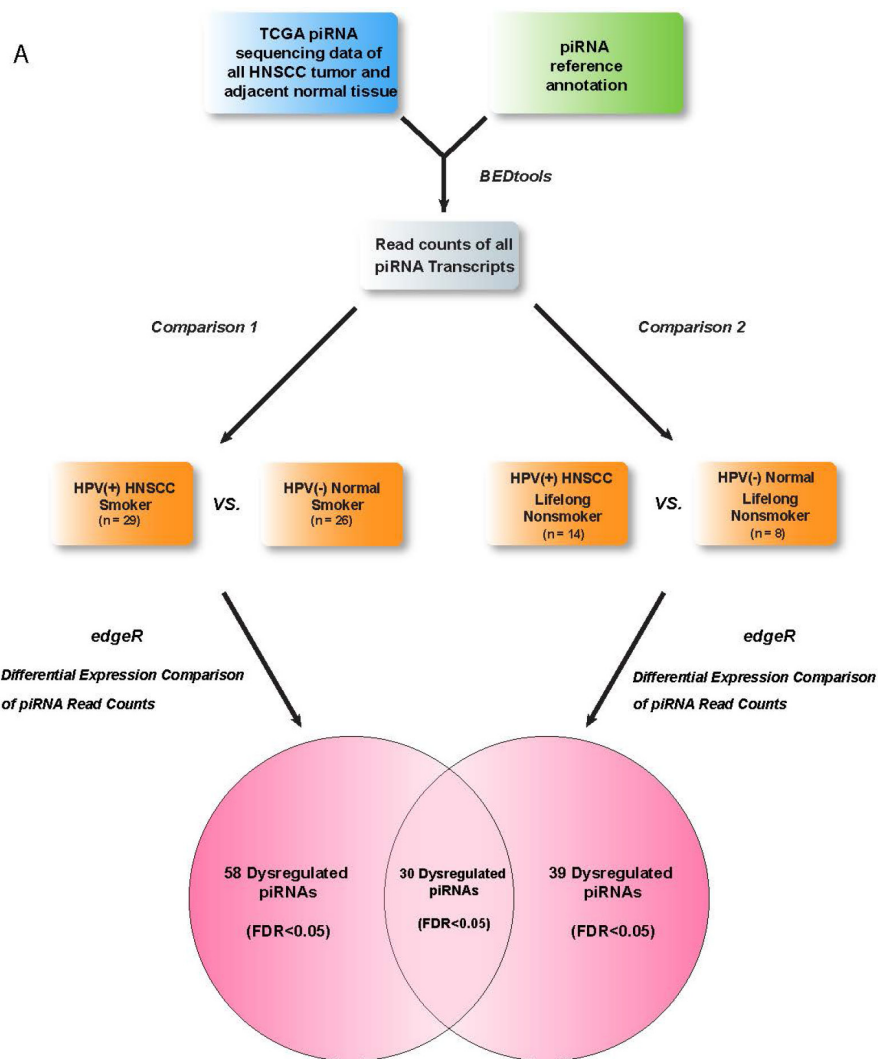 A
TCGA piRNA
sequencing data of
all HNSCC tumor and
adjacent normal tissue
piRNA
reference
annotation
BEDtools
Read counts of all
piRNA Transcripts
Comparison 1
Comparison 2
HPV(+) HNSCC
Smoker
(n = 29)
VS.
HPV(-) Normal
Smoker
(n = 26)
HPV(+) HNSCC
Lifelong
Nonsmoker
(n = 14)
VS.
HPV(-) Normal
Lifelong
Nonsmoker
(n = 8)
edgeR
Differential Expression Comparison
of piRNA Read Counts
edgeR
Differential Expression Comparison
of piRNA Read Counts
58 Dysregulated
piRNAs
(FDR<0.05)
30 Dysregulated
piRNAs
(FDR<0.05)
39 Dysregulated
piRNAs
(FDR<0.05)